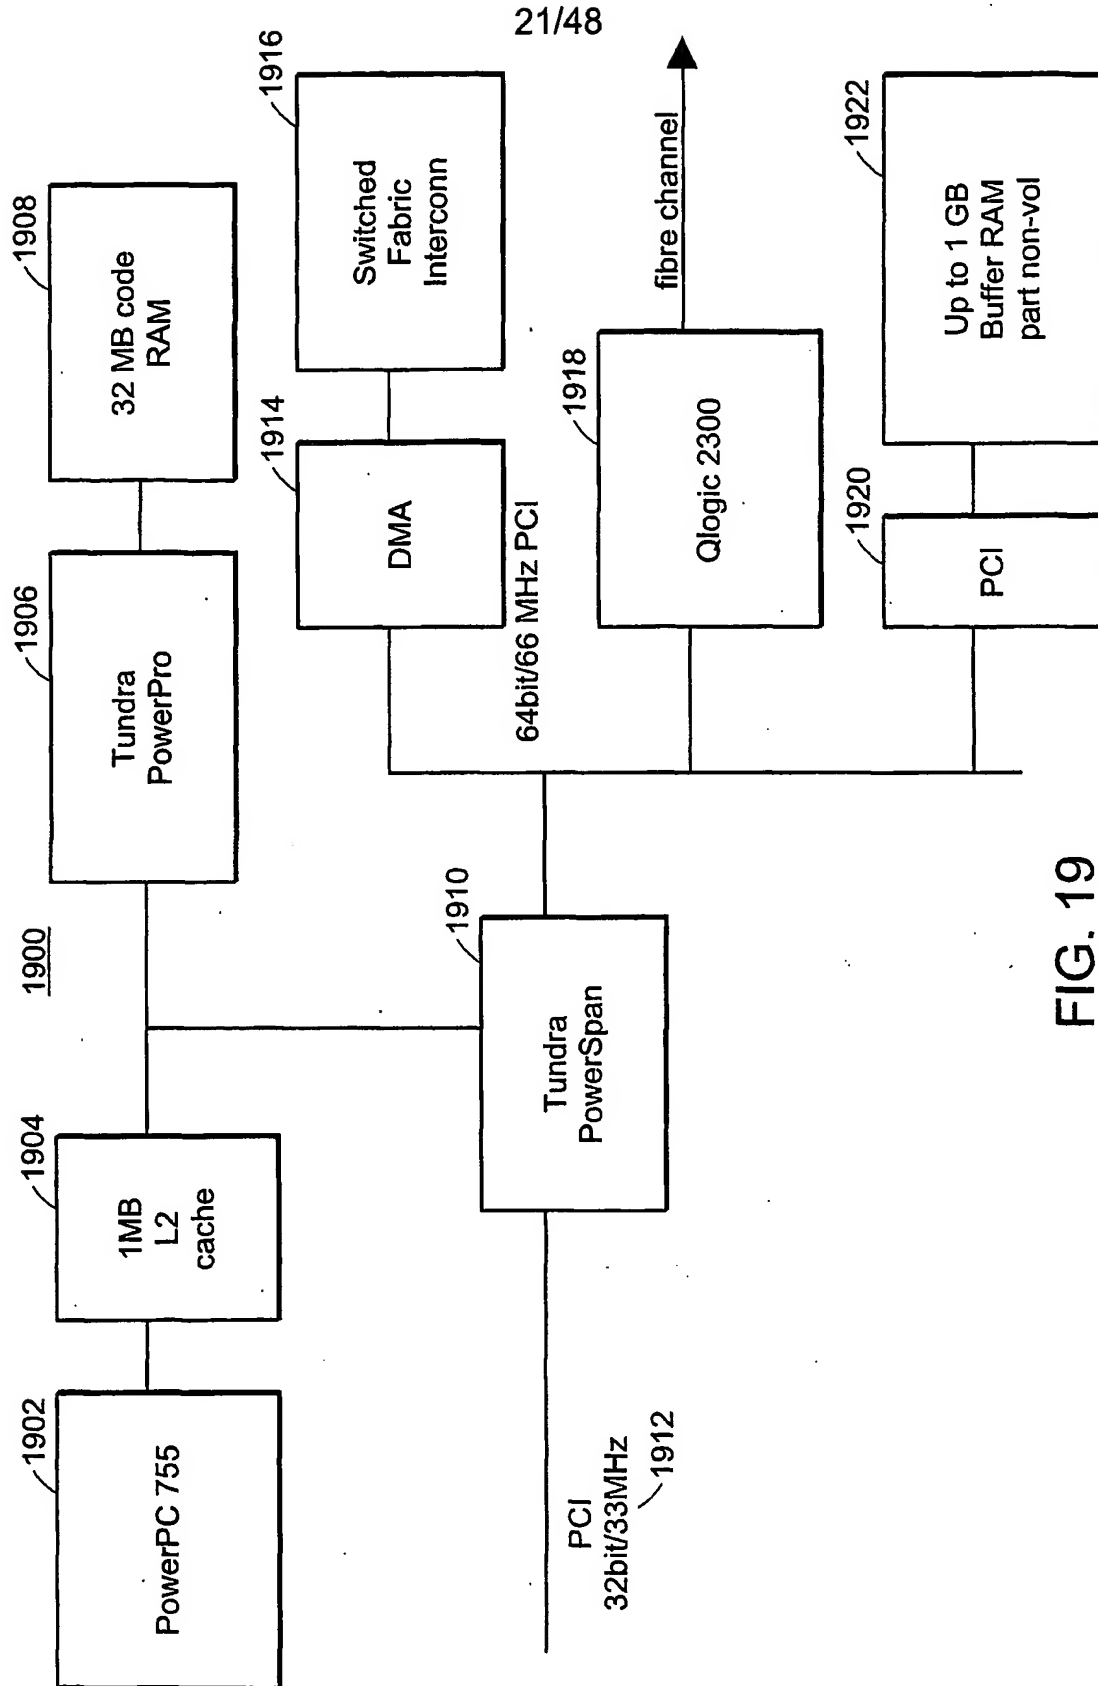 21/48
1900
1902
PowerPC 755
1904
1MB
L2
cache
1906
Tundra
PowerPro
1908
32 MB code
RAM
1910
Tundra
PowerSpan
PCI
32bit/33MHz
1912
64bit/66 MHz PCI
1914
DMA
1916
Switched
Fabric
Interconn
1918
Qlogic 2300
fibre channel
1920
PCI
1922
Up to 1 GB
Buffer RAM
part non-vol
FIG. 19